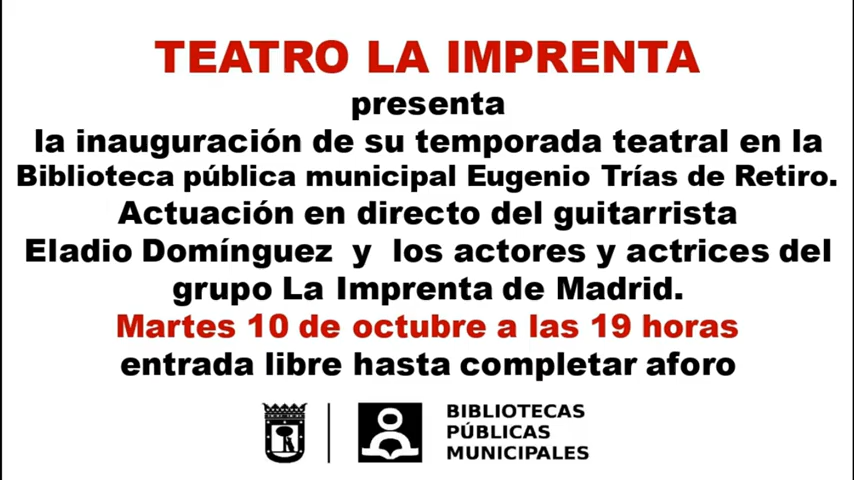 TEATRO LA IMPRENTA
presenta
la inauguración de su temporada teatral en la
Biblioteca pública municipal Eugenio Trías de Retiro.
Actuación en directo del guitarrista
Eladio Domínguez y los actores y actrices del
grupo La Imprenta de Madrid.
Martes 10 de octubre a las 19 horas
entrada libre hasta completar aforo
BIBLIOTECAS
PÚBLICAS
MUNICIPALES